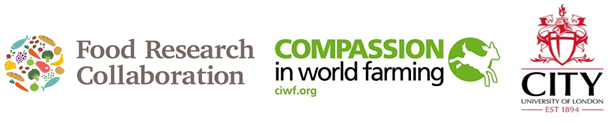 Food Research
Collaboration
COMPASSION
in world farming
ciwf.org
CITY
UNIVERSITY OF LONDON
EST 1894